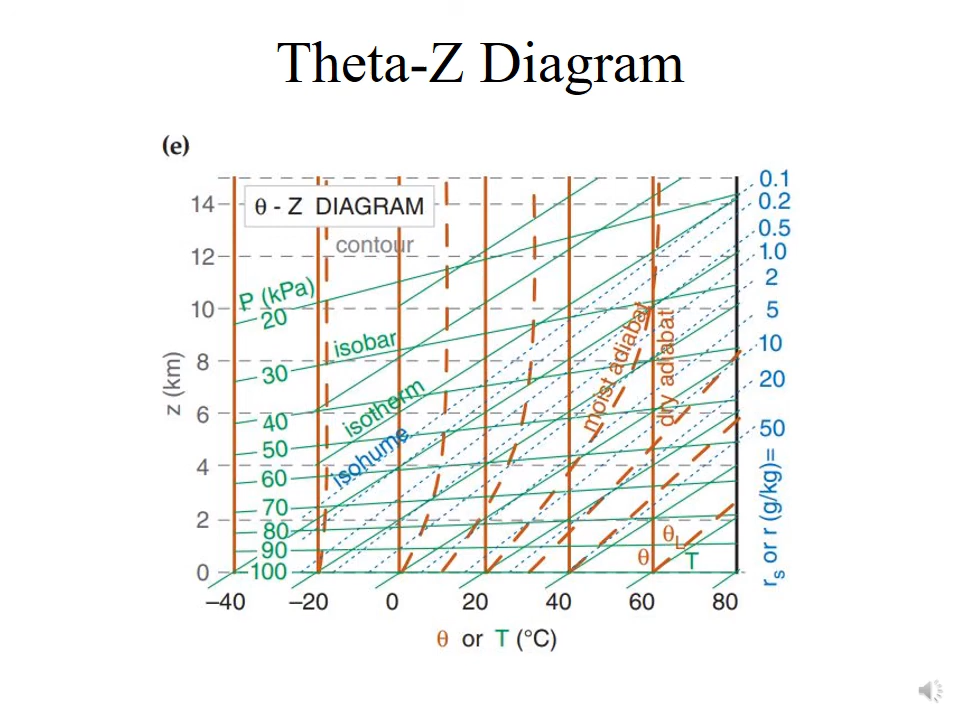 Theta-Z Diagram
(e)
θ - Z DIAGRAM
contour
P (kPa)
isobar
isotherm
isohume
moist adiabat
dry adiabat
θ
θL
T
z (km)
14
12
10
8
6
4
2
0
20
30
40
50
60
70
80
90
100
0.1
0.2
0.5
1.0
2
5
10
20
50
rs or r (g/kg)=
–40 –20 0 20 40 60 80
θ or T (°C)